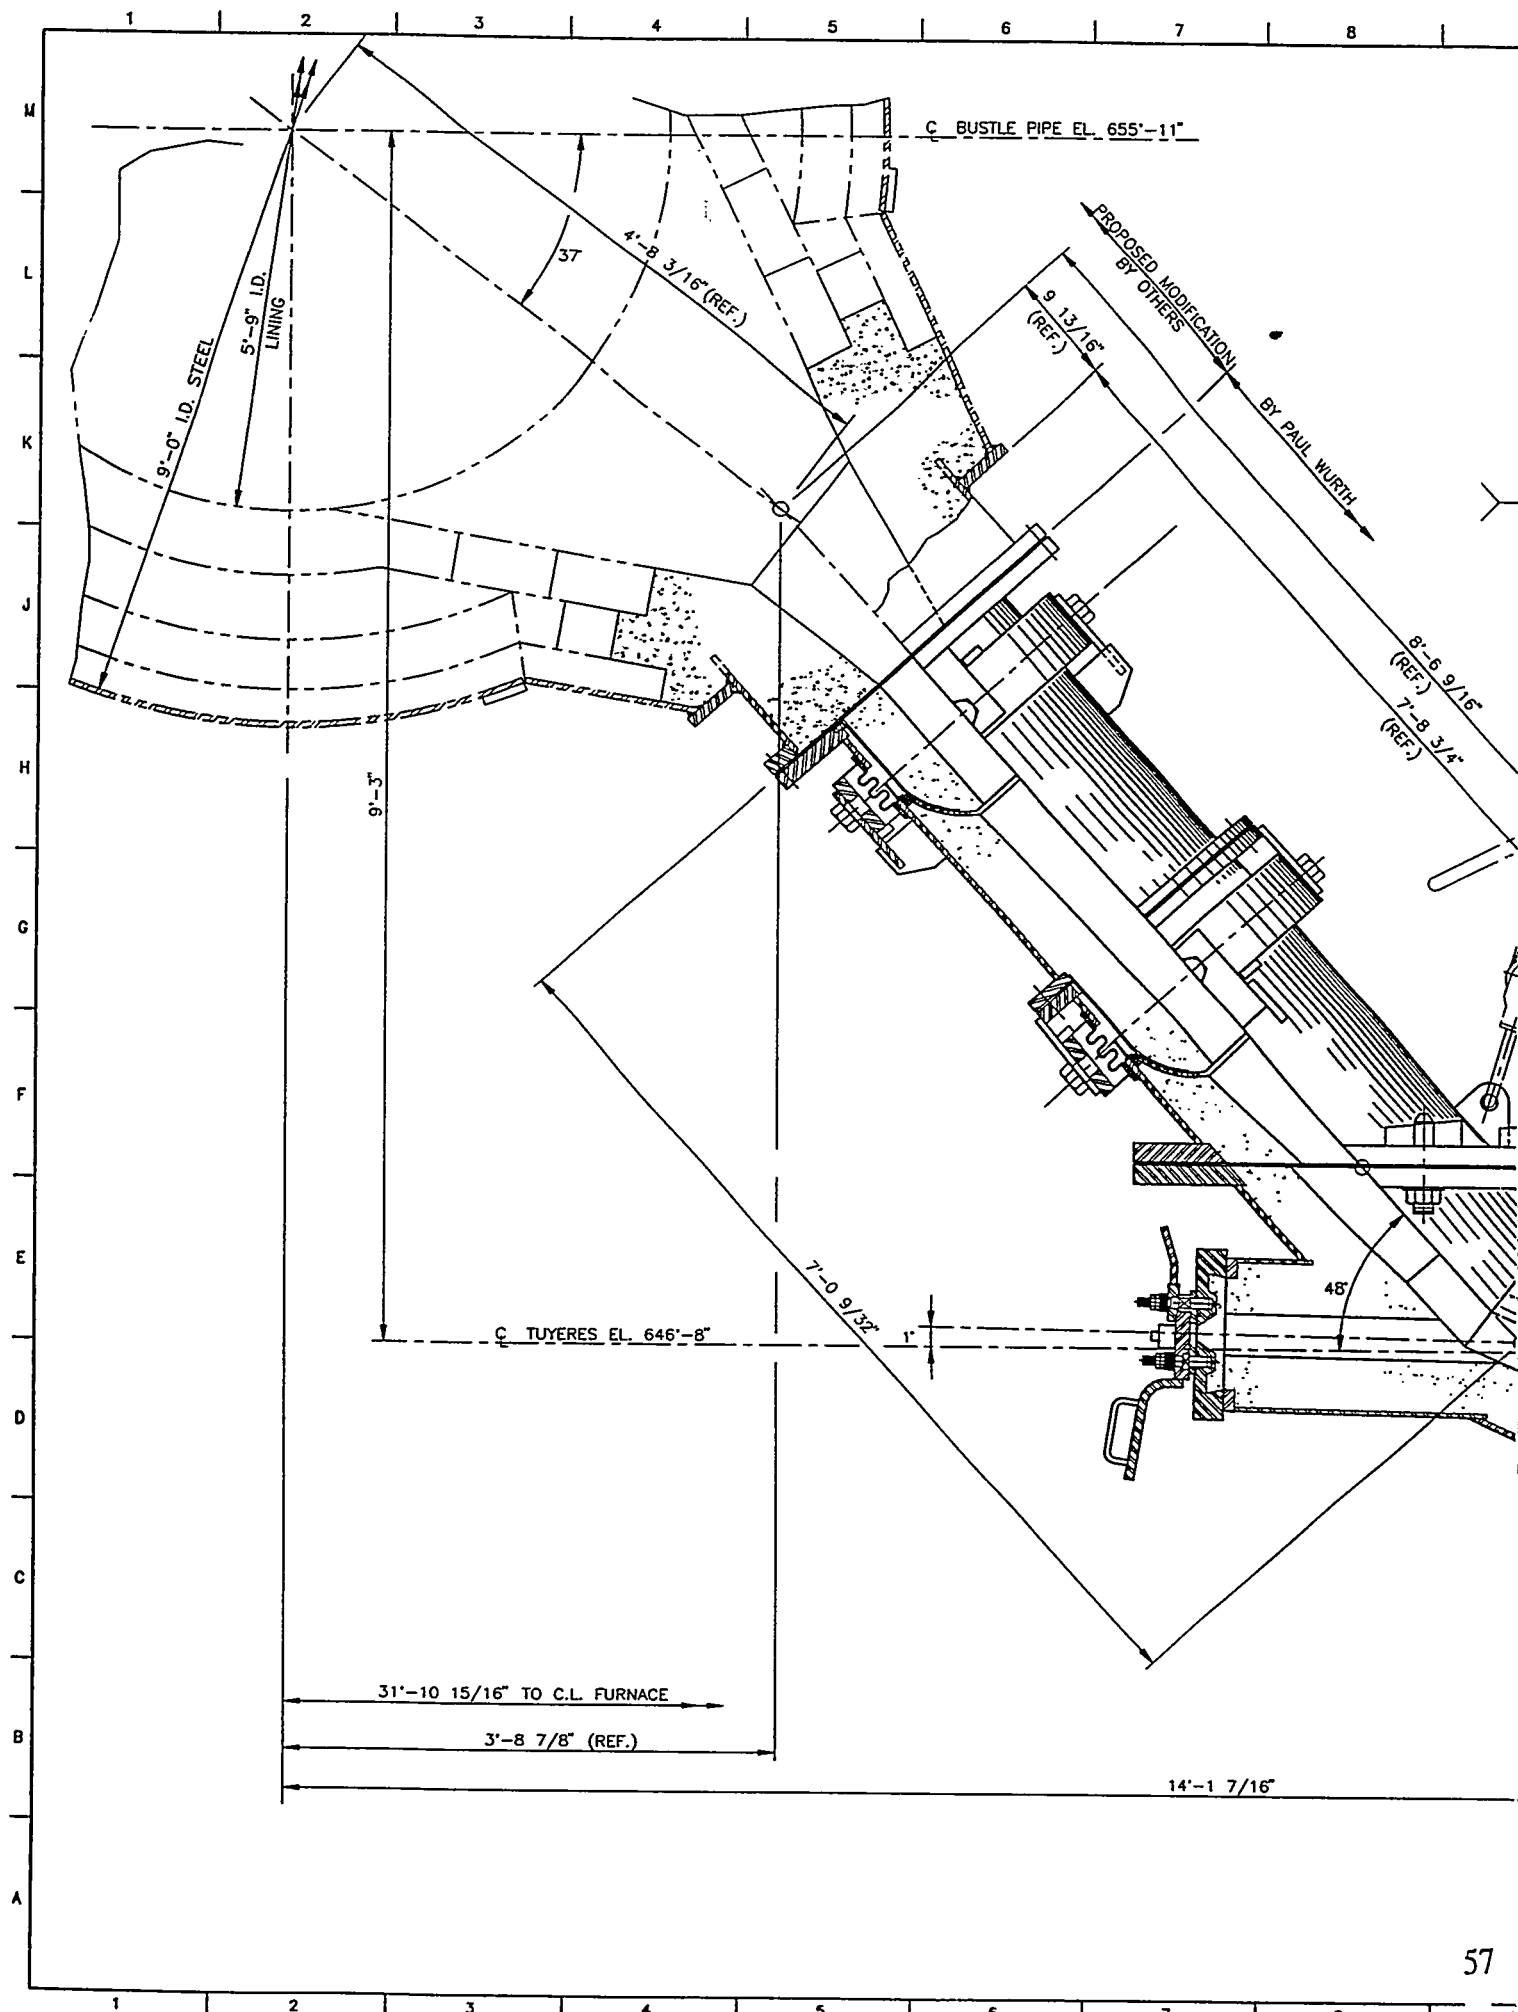 1 2 3 4 5 6 7 8
M
L
K
J
H
G
F
E
D
C
B
A
℄ BUSTLE PIPE EL. 655'-11"
37°
4'-8 3/16" (REF.)
5'-9" I.D.
LINING
9'-0" I.D. STEEL
PROPOSED MODIFICATION
BY OTHERS
BY PAUL WURTH
9 13/16"
(REF.)
8'-6 9/16"
(REF.)
7'-8 3/4"
(REF.)
9'-3"
7'-0 9/32"
48°
℄ TUYERES EL. 646'-8"
1"
31'-10 15/16" TO C.L. FURNACE
3'-8 7/8" (REF.)
14'-1 7/16"
57
1 2 3 4 5 6 7 8